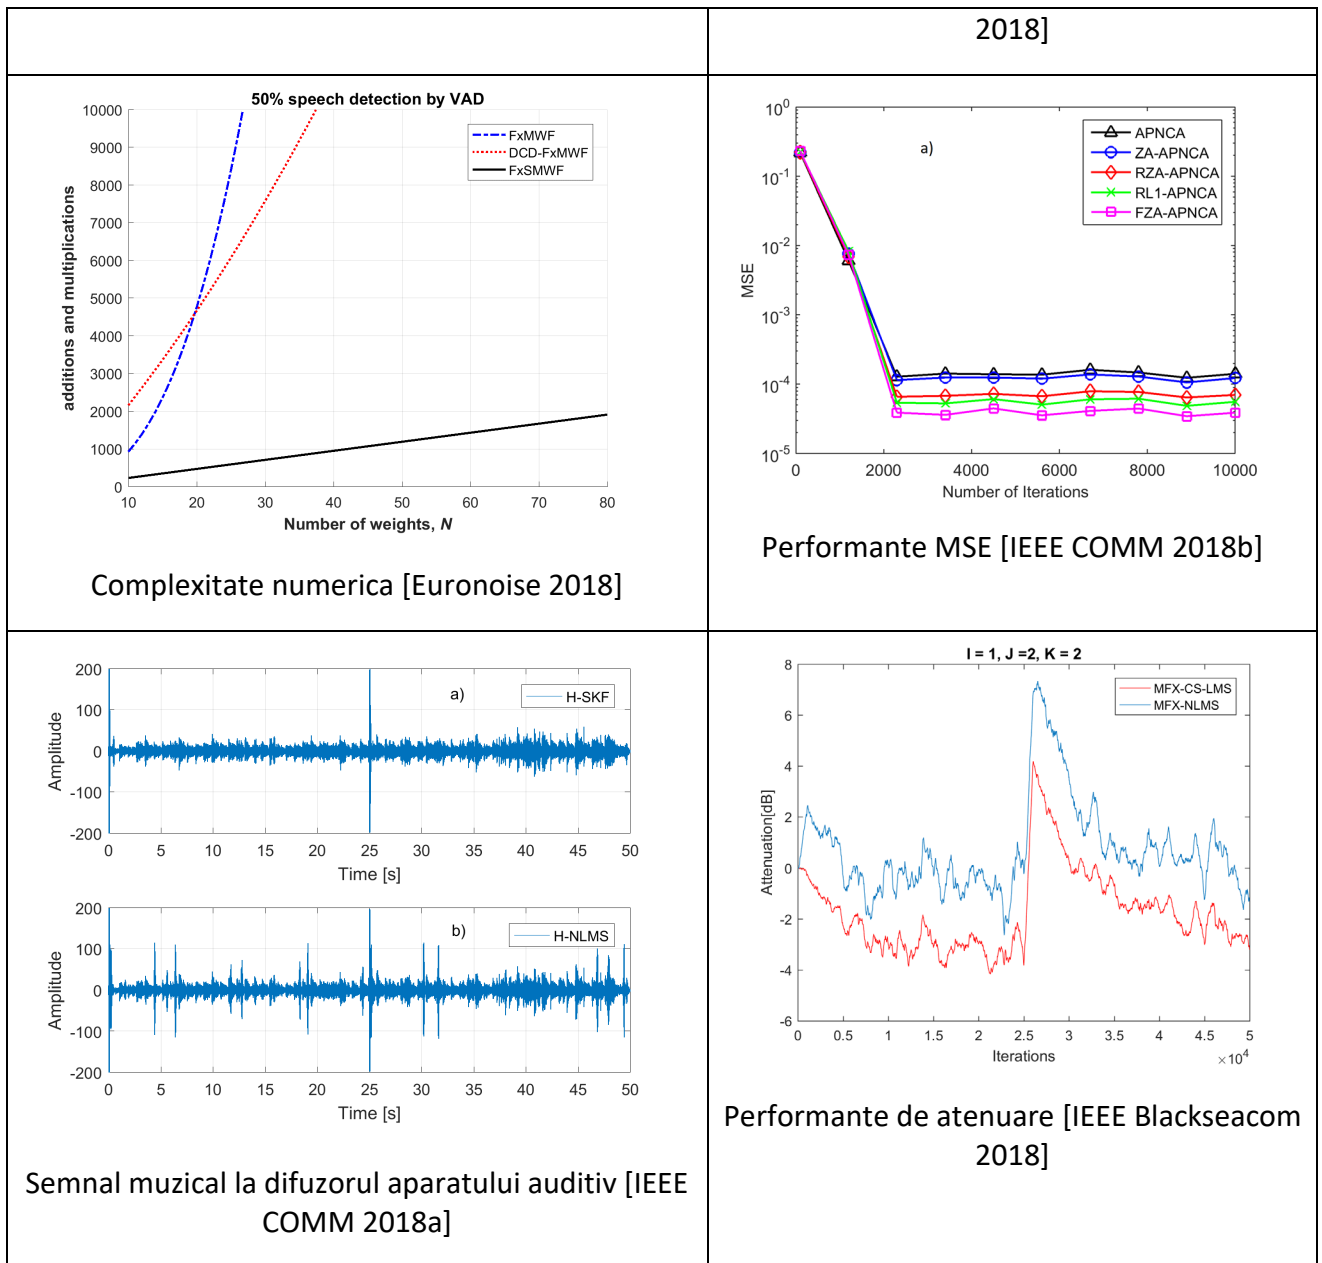 2018]
50% speech detection by VAD
10000
9000
8000
7000
6000
5000
4000
3000
2000
1000
0
additions and multiplications
FxMWF
DCD-FxMWF
FxSMWF
10 20 30 40 50 60 70 80
Number of weights, N
Complexitate numerica [Euronoise 2018]
10^0
10^-1
10^-2
10^-3
10^-4
10^-5
MSE
a)
APNCA
ZA-APNCA
RZA-APNCA
RL1-APNCA
FZA-APNCA
0 2000 4000 6000 8000 10000
Number of Iterations
Performante MSE [IEEE COMM 2018b]
200
100
0
-100
-200
Amplitude
a)
H-SKF
0 5 10 15 20 25 30 35 40 45 50
Time [s]
200
100
0
-100
-200
Amplitude
b)
H-NLMS
0 5 10 15 20 25 30 35 40 45 50
Time [s]
Semnal muzical la difuzorul aparatului auditiv [IEEE
COMM 2018a]
I = 1, J =2, K = 2
8
6
4
2
0
-2
-4
-6
Attenuation[dB]
MFX-CS-LMS
MFX-NLMS
0 0.5 1 1.5 2 2.5 3 3.5 4 4.5 5
Iterations
×10^4
Performante de atenuare [IEEE Blackseacom
2018]